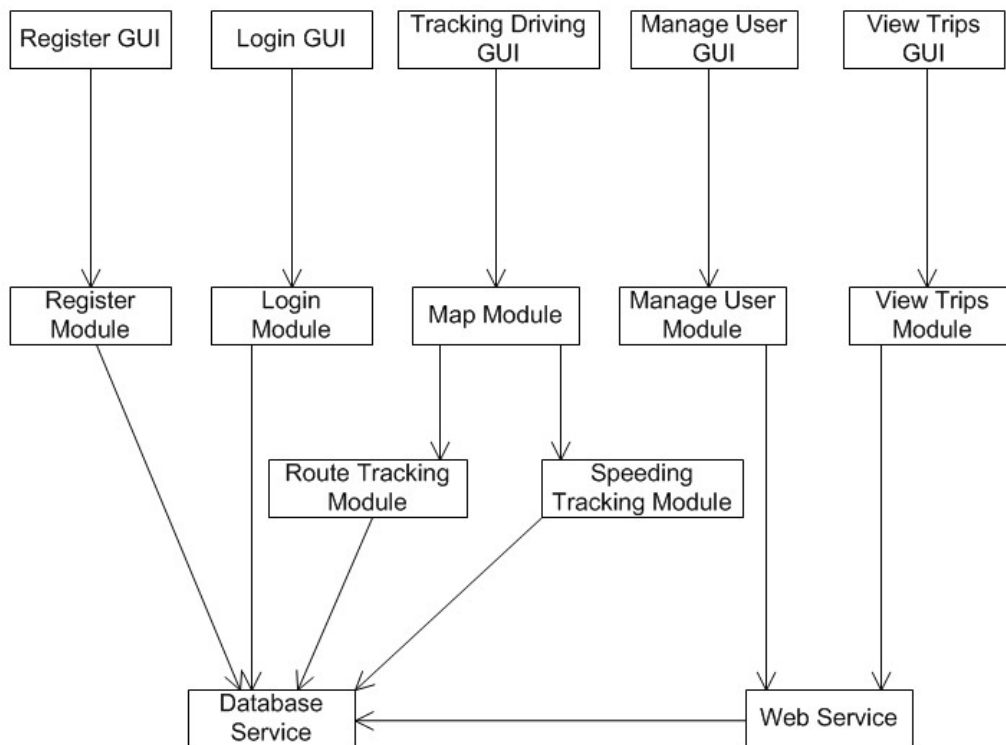 Register GUI
Login GUI
Tracking Driving
GUI
Manage User
GUI
View Trips
GUI
Register
Module
Login
Module
Map Module
Manage User
Module
View Trips
Module
Route Tracking
Module
Speeding
Tracking Module
Database
Service
Web Service